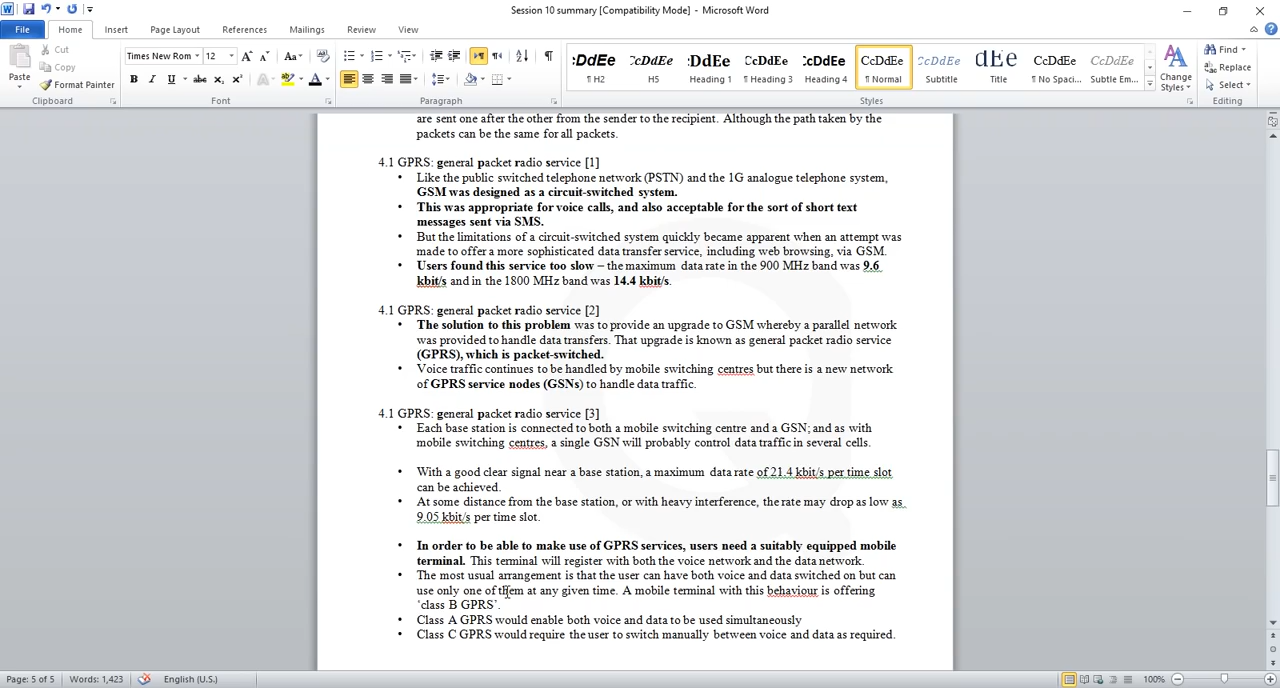 Session 10 summary [Compatibility Mode] - Microsoft Word
File Home Insert Page Layout References Mailings Review View
Paste
Cut
Copy
Format Painter
Clipboard
Times New Rom 12
Font
Paragraph
:DdEe ¶ H2
CcDdEe H5
:DdEe Heading 1
CcDdEe ¶ Heading 3
CcDdEe Heading 4
CcDdEe ¶ Normal
CcDdEe Subtitle
dEe Title
CcDdEe ¶ No Spaci...
CcDdEe Subtle Em...
Change Styles
Styles
Find
Replace
Select
Editing
are sent one after the other from the sender to the recipient. Although the path taken by the
packets can be the same for all packets.
4.1 GPRS: general packet radio service [1]
• Like the public switched telephone network (PSTN) and the 1G analogue telephone system,
GSM was designed as a circuit-switched system.
• This was appropriate for voice calls, and also acceptable for the sort of short text
messages sent via SMS.
• But the limitations of a circuit-switched system quickly became apparent when an attempt was
made to offer a more sophisticated data transfer service, including web browsing, via GSM.
• Users found this service too slow – the maximum data rate in the 900 MHz band was 9.6
kbit/s and in the 1800 MHz band was 14.4 kbit/s.
4.1 GPRS: general packet radio service [2]
• The solution to this problem was to provide an upgrade to GSM whereby a parallel network
was provided to handle data transfers. That upgrade is known as general packet radio service
(GPRS), which is packet-switched.
• Voice traffic continues to be handled by mobile switching centres but there is a new network
of GPRS service nodes (GSNs) to handle data traffic.
4.1 GPRS: general packet radio service [3]
• Each base station is connected to both a mobile switching centre and a GSN; and as with
mobile switching centres, a single GSN will probably control data traffic in several cells.
• With a good clear signal near a base station, a maximum data rate of 21.4 kbit/s per time slot
can be achieved.
• At some distance from the base station, or with heavy interference, the rate may drop as low as
9.05 kbit/s per time slot.
• In order to be able to make use of GPRS services, users need a suitably equipped mobile
terminal. This terminal will register with both the voice network and the data network.
• The most usual arrangement is that the user can have both voice and data switched on but can
use only one of them at any given time. A mobile terminal with this behaviour is offering
‘class B GPRS’.
• Class A GPRS would enable both voice and data to be used simultaneously
• Class C GPRS would require the user to switch manually between voice and data as required.
Page: 5 of 5 Words: 1,423 English (U.S.) 100%